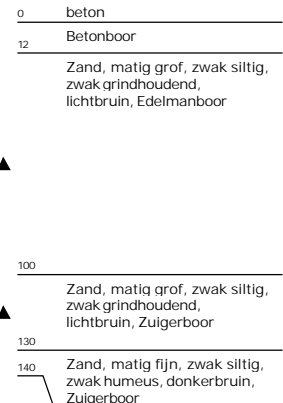 0 beton
12 Betonboor
Zand, matig grof, zwak siltig,
zwak grindhoudend,
lichtbruin, Edelmanboor
100
Zand, matig grof, zwak siltig,
zwak grindhoudend,
lichtbruin, Zuigerboor
130
140 Zand, matig fijn, zwak siltig,
zwak humeus, donkerbruin,
Zuigerboor